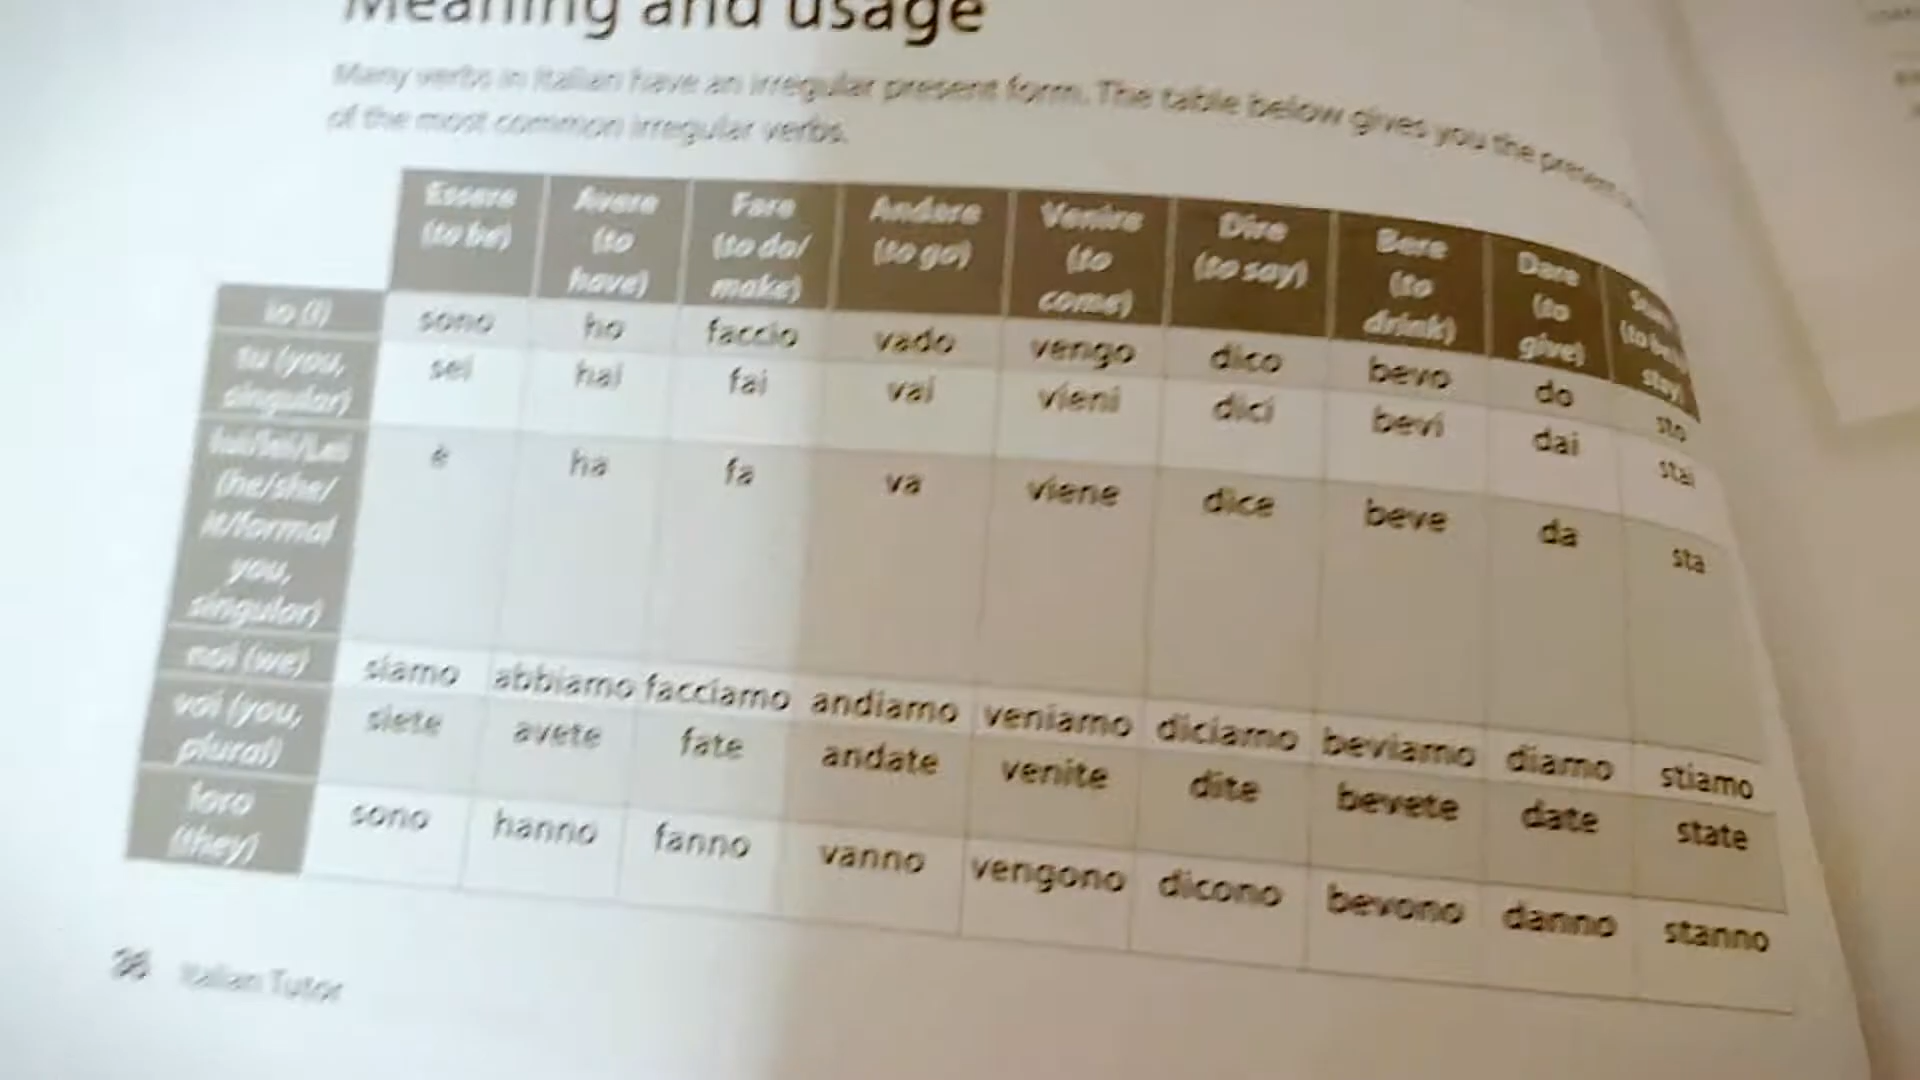 Meaning and usage
Many verbs in Italian have an irregular present form. The table below gives you the present
of the most common irregular verbs.
Essere (to be) Avere (to have) Fare (to do/ make) Andare (to go) Venire (to come) Dire (to say) Bere (to drink) Dare (to give) (to be/ stay)
io (I) sono ho faccio vado vengo dico bevo do sto
tu (you, singular) sei hai fai vai vieni dici bevi dai stai
lui/lei/Lei (he/she/ it/formal you, singular) è ha fa va viene dice beve da sta
noi (we) siamo abbiamo facciamo andiamo veniamo diciamo beviamo diamo stiamo
voi (you, plural) siete avete fate andate venite dite bevete date state
loro (they) sono hanno fanno vanno vengono dicono bevono danno stanno
36 Italian Tutor